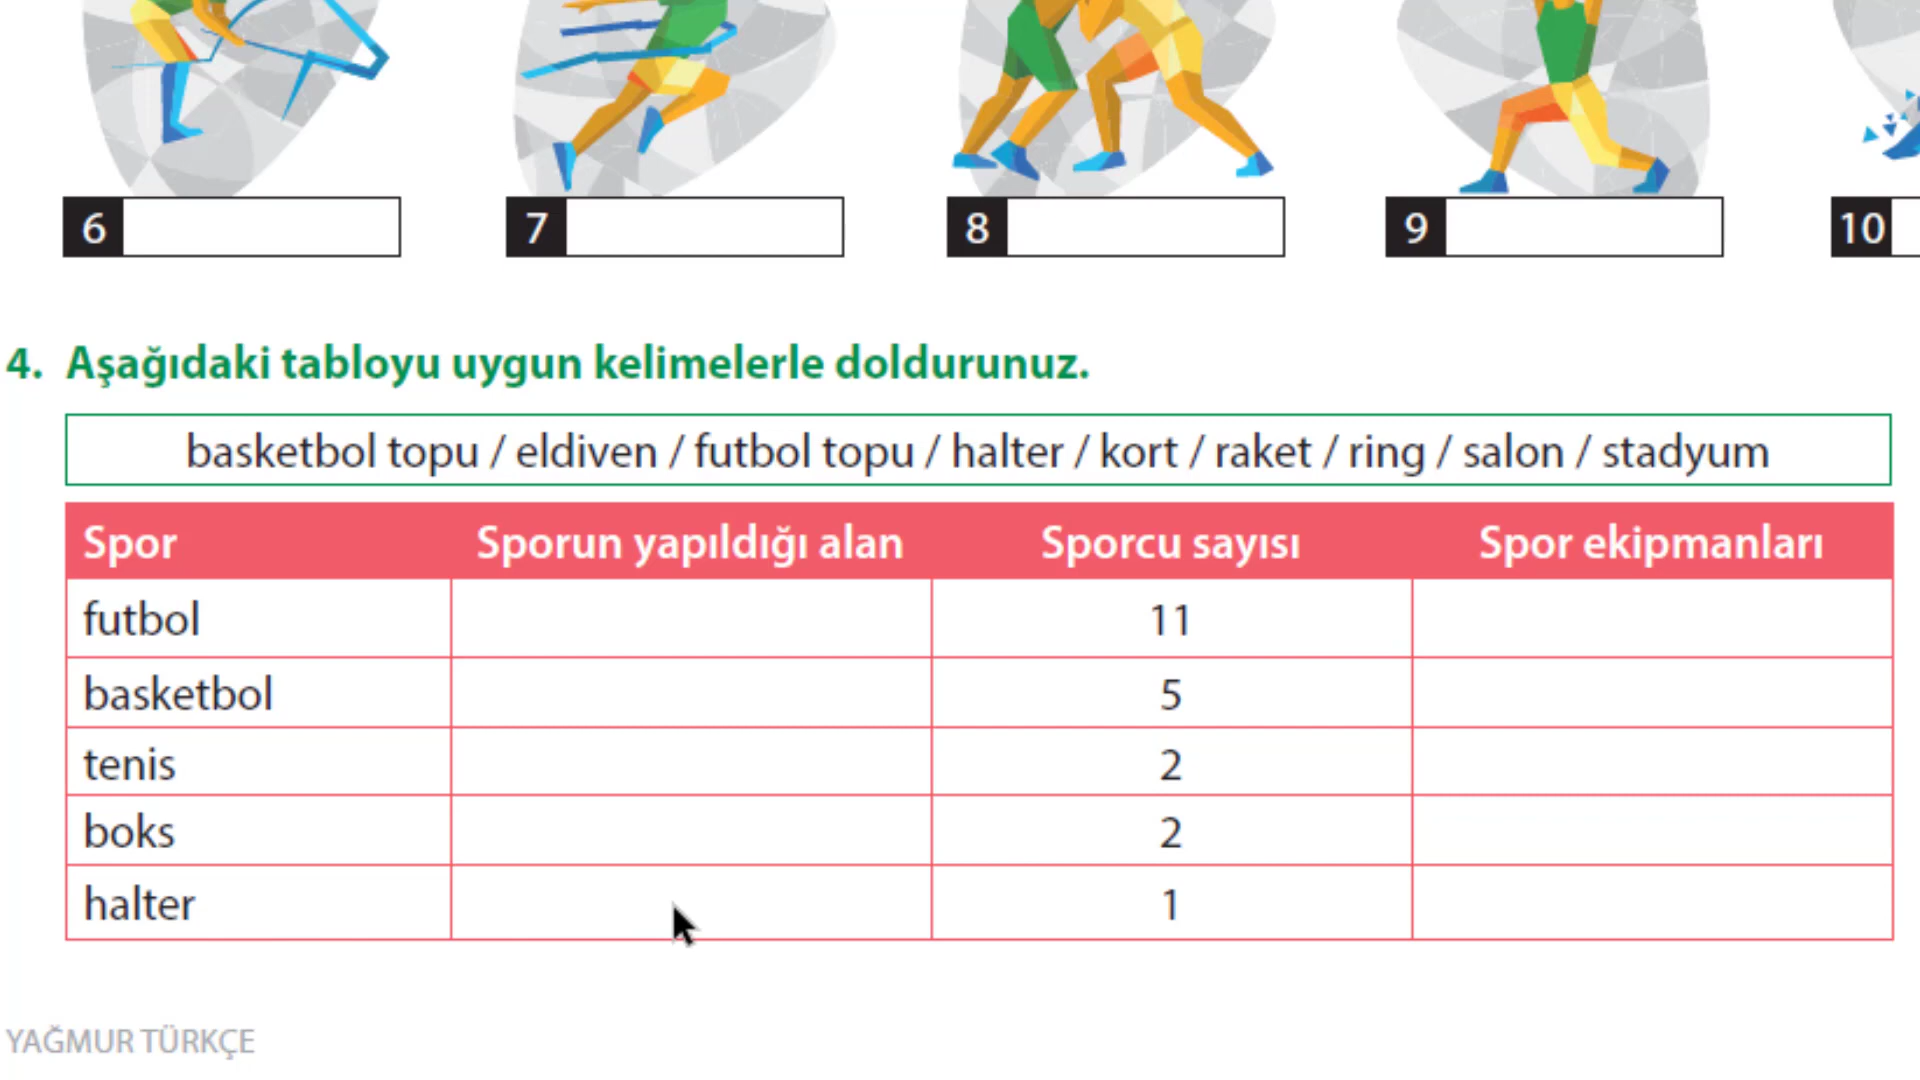 6 7 8 9 10
4. Aşağıdaki tabloyu uygun kelimelerle doldurunuz.
basketbol topu / eldiven / futbol topu / halter / kort / raket / ring / salon / stadyum
Spor Sporun yapıldığı alan Sporcu sayısı Spor ekipmanları
futbol 11
basketbol 5
tenis 2
boks 2
halter 1
YAĞMUR TÜRKÇE